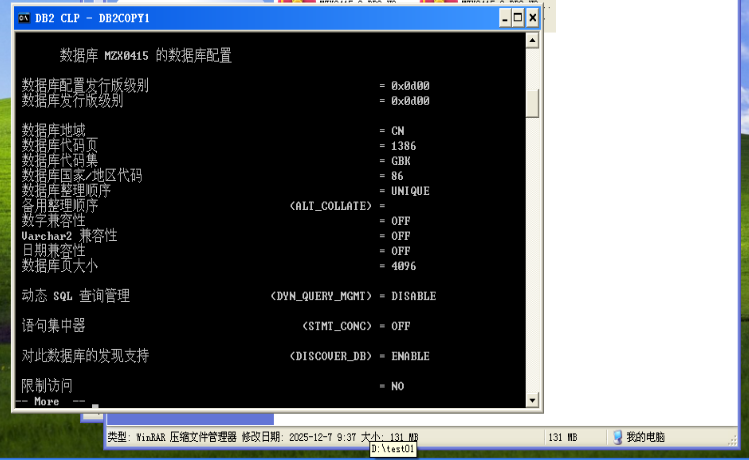 DB2 CLP - DB2COPY1
数据库 MZX0415 的数据库配置
数据库配置发行版级别 = 0x0d00
数据库发行版级别 = 0x0d00
数据库地域 = CN
数据库代码页 = 1386
数据库代码集 = GBK
数据库国家/地区代码 = 86
数据库整理顺序 = UNIQUE
备用整理顺序 (ALT_COLLATE) =
数字兼容性 = OFF
Varchar2 兼容性 = OFF
日期兼容性 = OFF
数据库页大小 = 4096
动态 SQL 查询管理 (DYN_QUERY_MGMT) = DISABLE
语句集中器 (STMT_CONC) = OFF
对此数据库的发现支持 (DISCOVER_DB) = ENABLE
限制访问 = NO
-- More -- _
类型: WinRAR 压缩文件管理器 修改日期: 2025-12-7 9:37 大小: 131 MB 131 MB 我的电脑
D:\test01